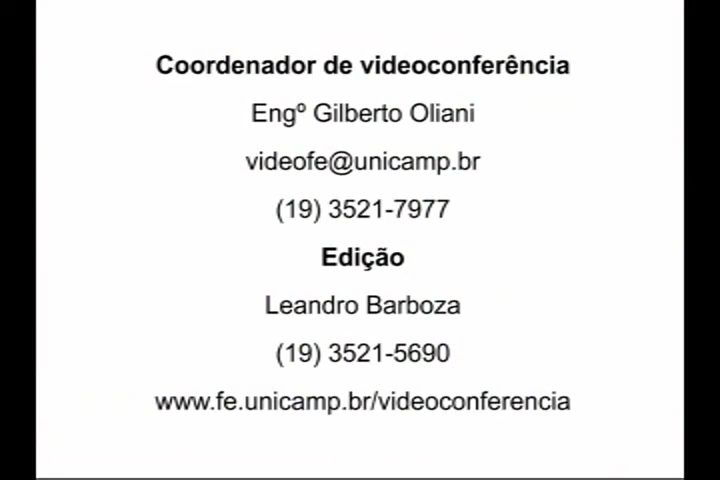 Coordenador de videoconferência
Engº Gilberto Oliani
videofe@unicamp.br
(19) 3521-7977
Edição
Leandro Barboza
(19) 3521-5690
www.fe.unicamp.br/videoconferencia